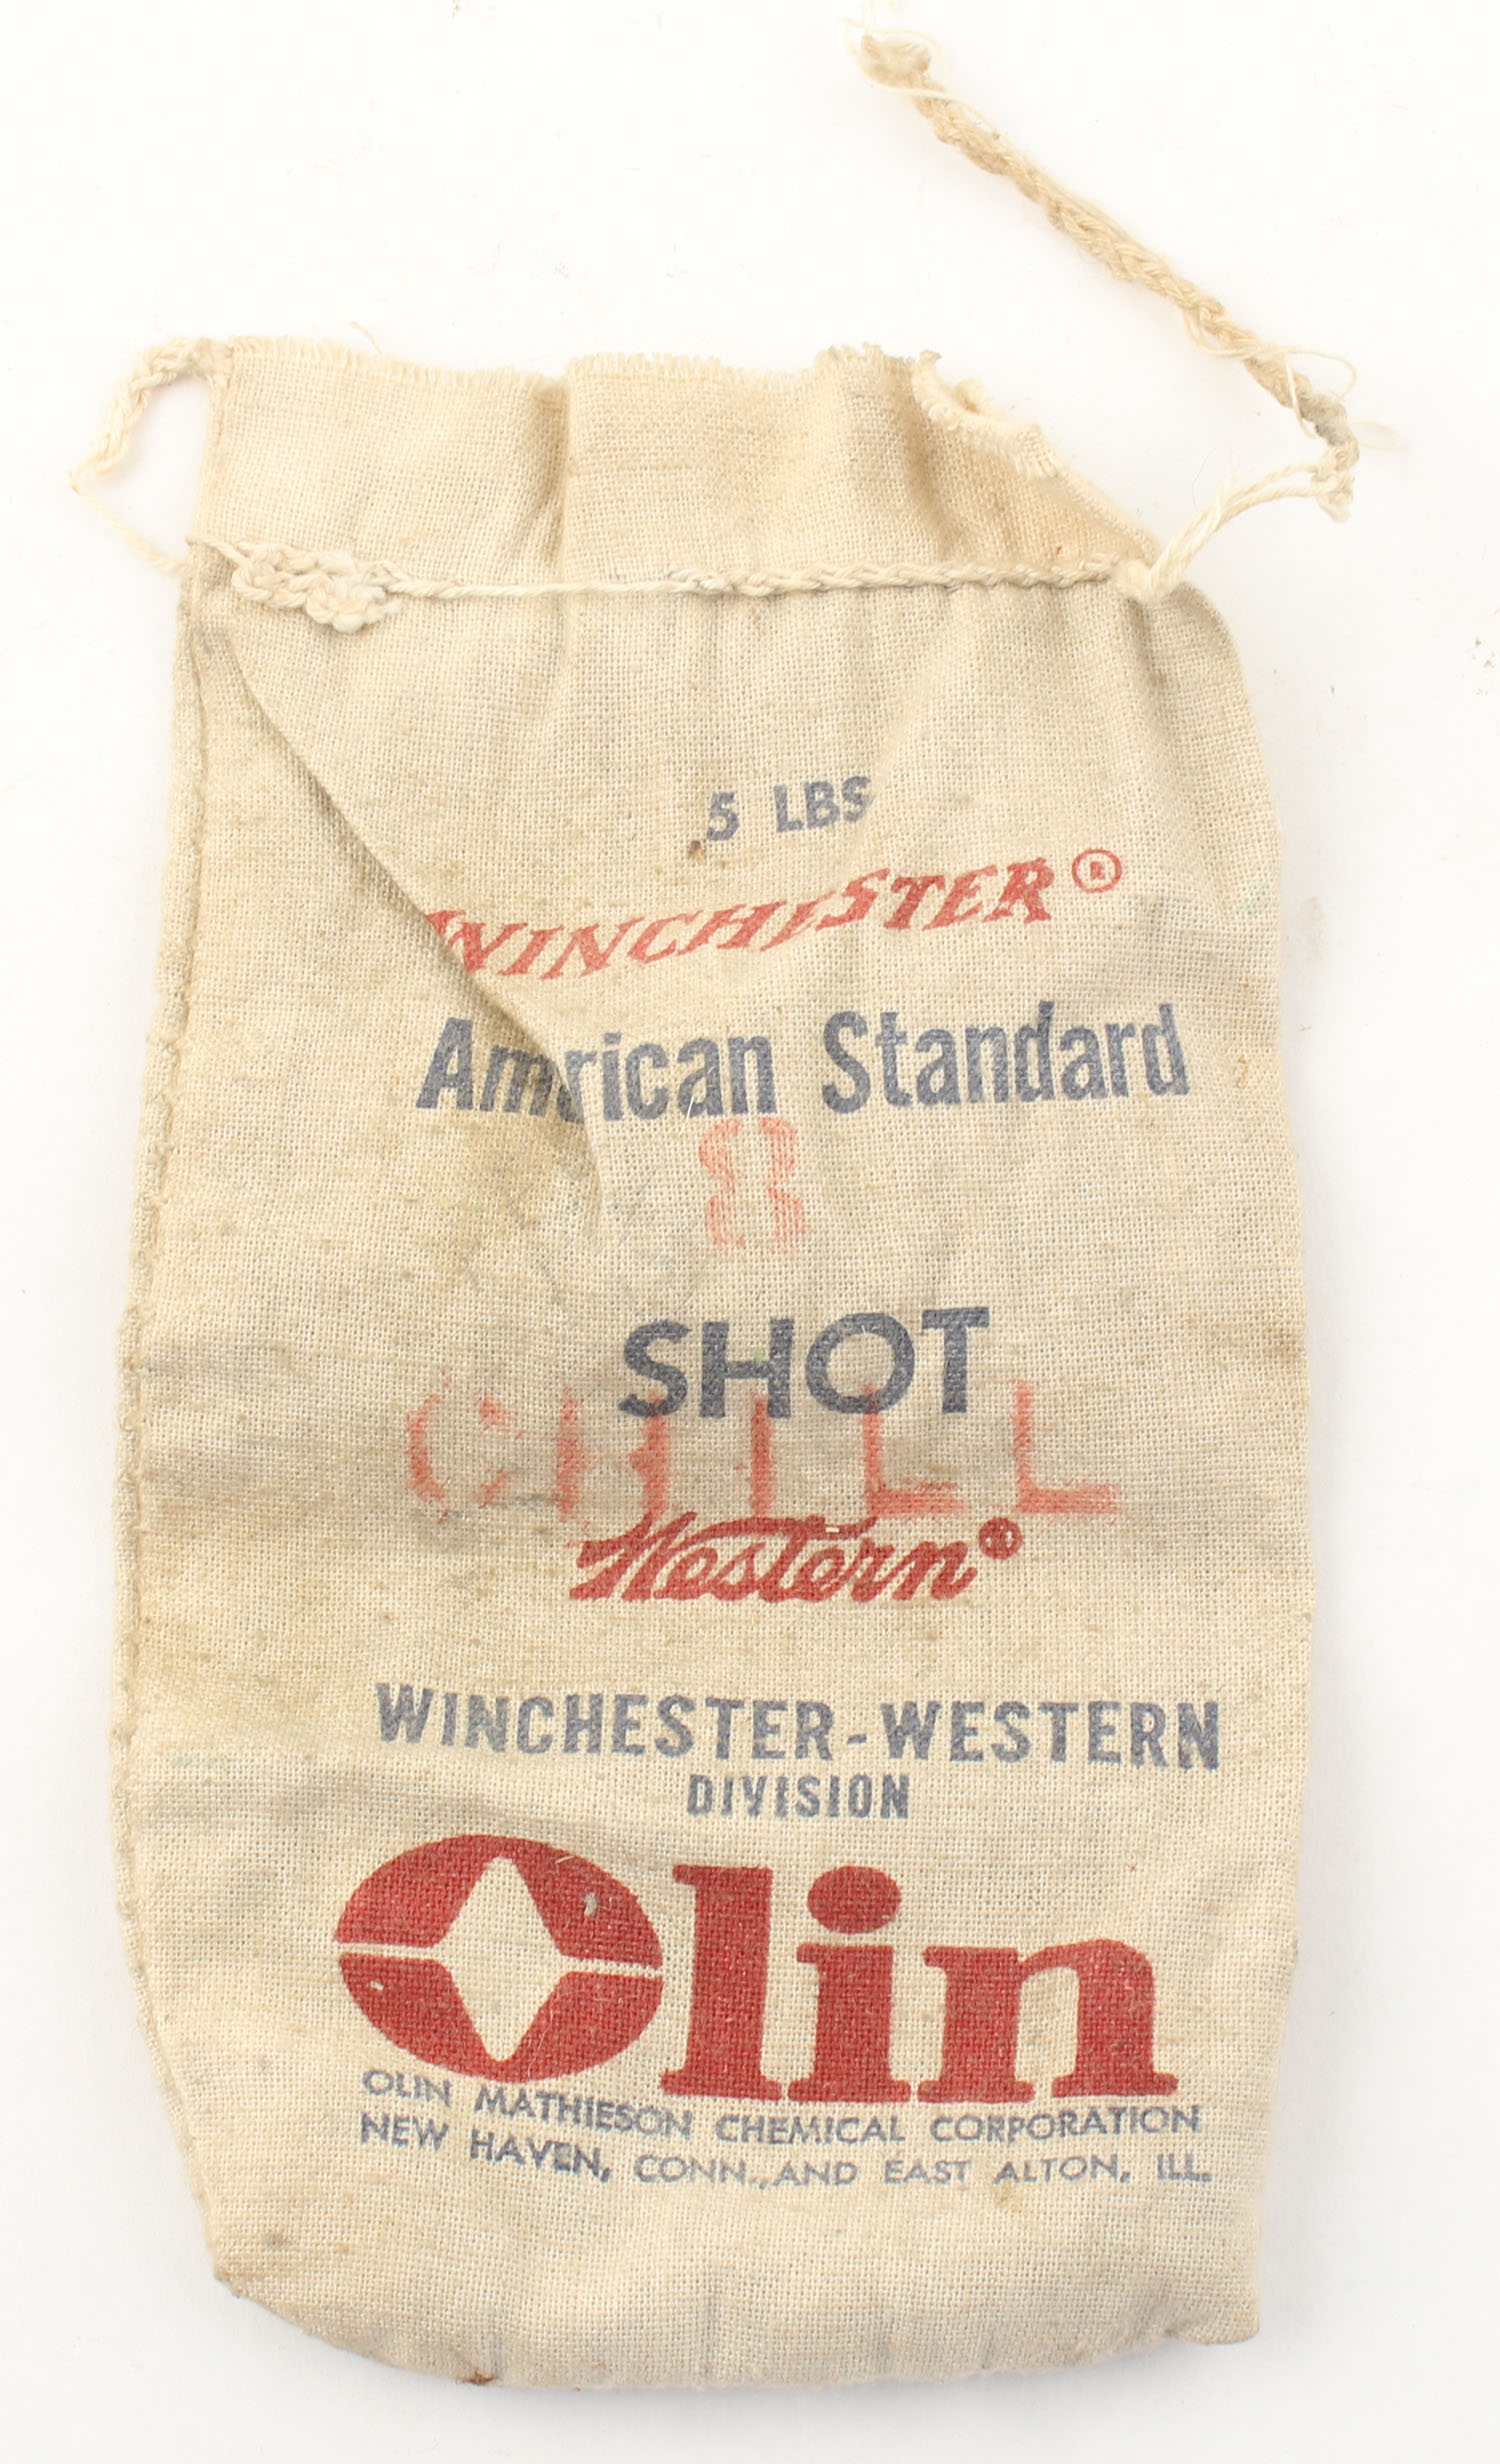 5 LBS
WINCHESTER®
American Standard
8
SHOT
CHILL
Western®
WINCHESTER-WESTERN
DIVISION
Olin
OLIN MATHIESON CHEMICAL CORPORATION
NEW HAVEN, CONN., AND EAST ALTON, ILL.